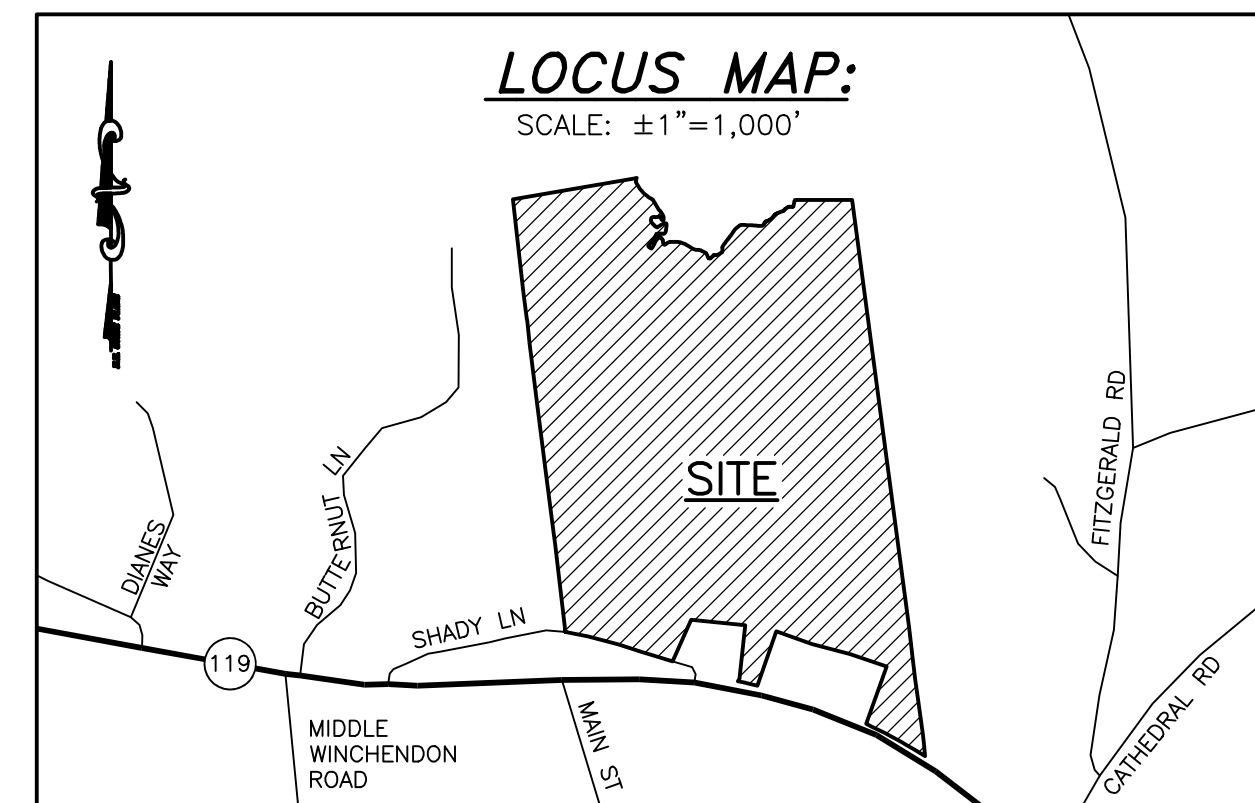 LOCUS MAP:
SCALE: ±1"=1,000'
SITE
FITZGERALD RD
BUTTERNUT LN
DIANES
WAY
SHADY LN
119
MIDDLE
WINCHENDON
ROAD
MAIN ST
CATHEDRAL RD